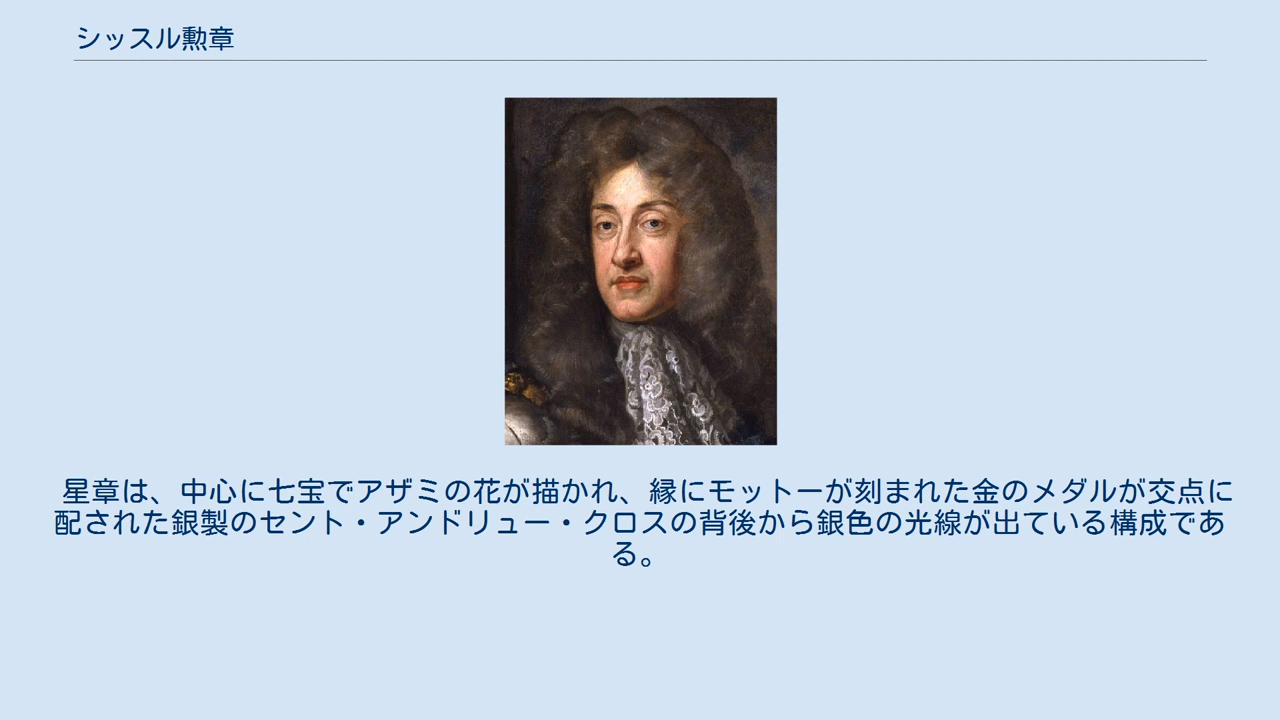 シッスル勲章
星章は、中心に七宝でアザミの花が描かれ、縁にモットーが刻まれた金のメダルが交点に
配された銀製のセント・アンドリュー・クロスの背後から銀色の光線が出ている構成であ
る。